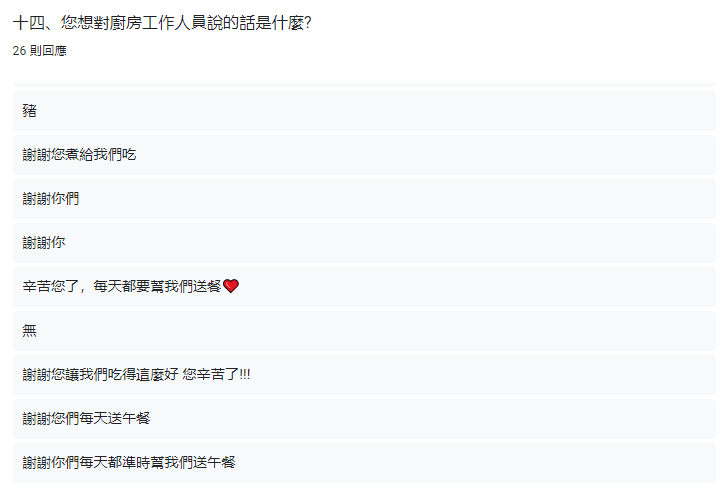 十四、您想對廚房工作人員說的話是什麼?
26 則回應
豬
謝謝您煮給我們吃
謝謝你們
謝謝你
辛苦您了，每天都要幫我們送餐❤️
無
謝謝您讓我們吃得這麼好 您辛苦了!!!
謝謝您們每天送午餐
謝謝你們每天都準時幫我們送午餐